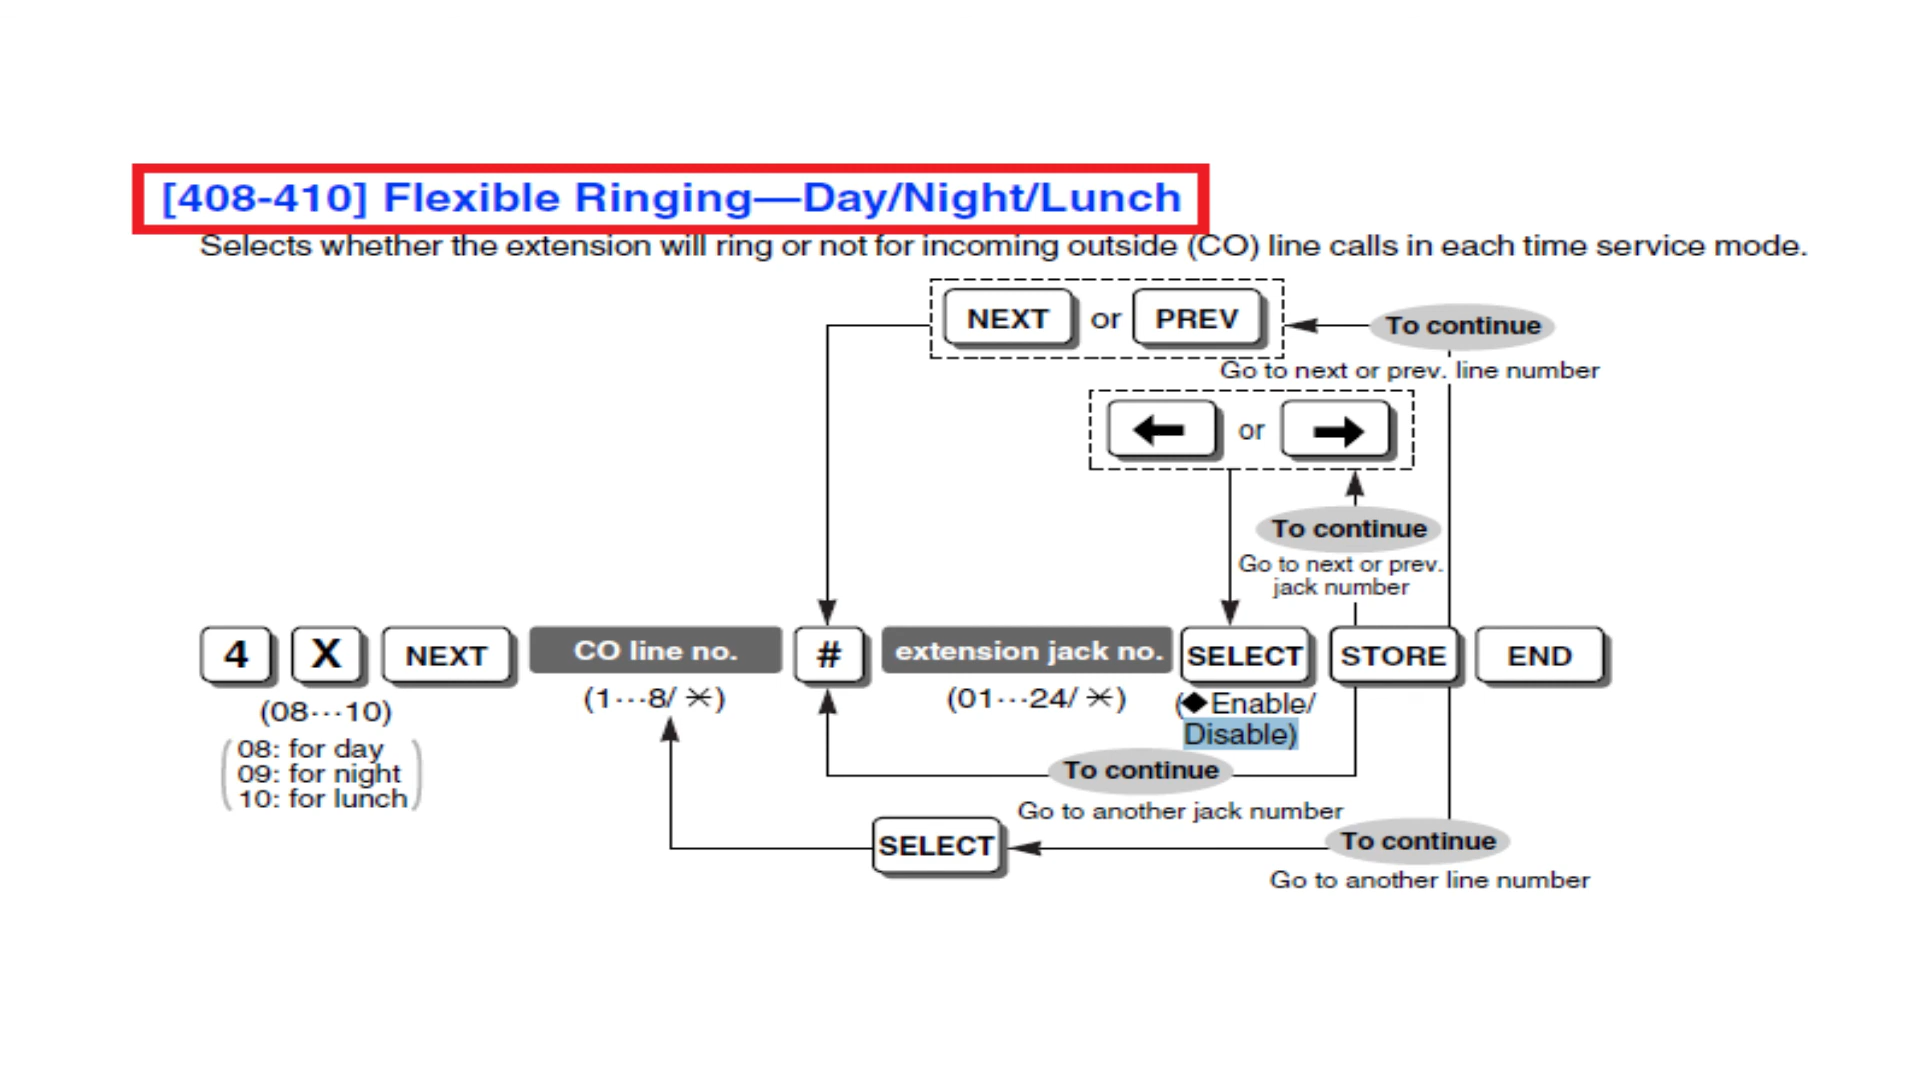 [408-410] Flexible Ringing—Day/Night/Lunch
Selects whether the extension will ring or not for incoming outside (CO) line calls in each time service mode.
NEXT or PREV
To continue
Go to next or prev. line number
← or →
To continue
Go to next or prev.
jack number
4 X NEXT CO line no. # extension jack no. SELECT STORE END
(08···10)
(1···8/ ✳)
(01···24/ ✳)
(◆Enable/
Disable)
08: for day
09: for night
10: for lunch
To continue
Go to another jack number
SELECT
To continue
Go to another line number